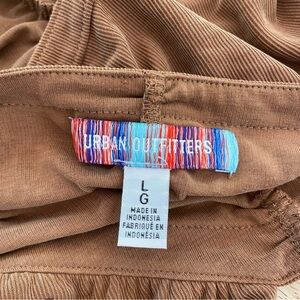 URBAN OUTFITTERS
L
G
MADE IN
INDONESIA
FABRIQUÉ EN
INDONÉSIA